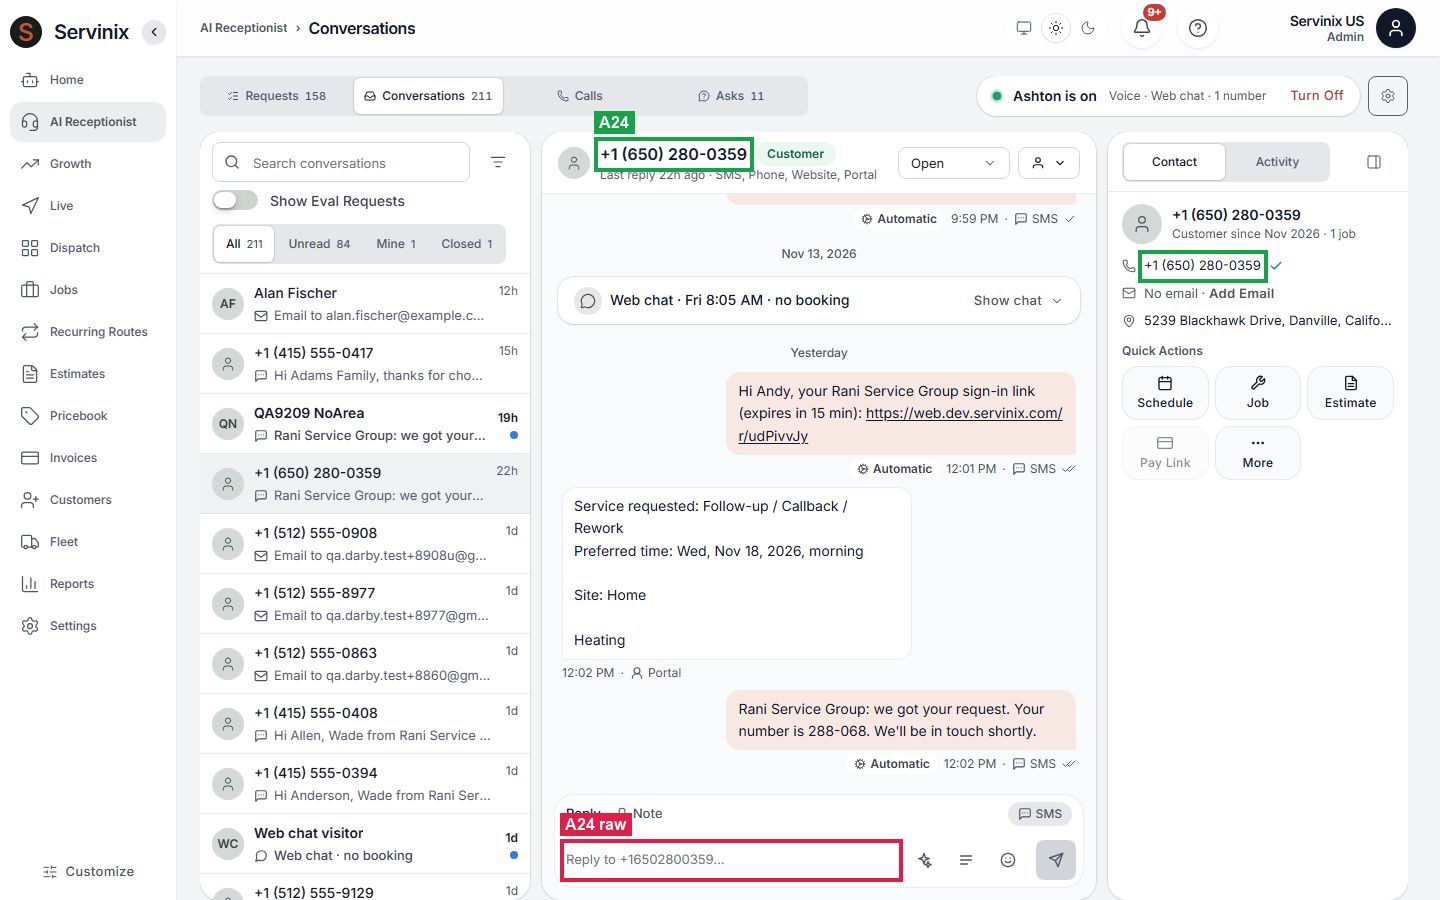 S Servinix
AI Receptionist › Conversations
9+
Servinix US
Admin
Home
AI Receptionist
Growth
Live
Dispatch
Jobs
Recurring Routes
Estimates
Pricebook
Invoices
Customers
Fleet
Reports
Settings
Customize
Requests 158
Conversations 211
Calls
Asks 11
Ashton is on Voice · Web chat · 1 number Turn Off
Search conversations
Show Eval Requests
All 211 Unread 84 Mine 1 Closed 1
AF Alan Fischer 12h
Email to alan.fischer@example.c...
+1 (415) 555-0417 15h
Hi Adams Family, thanks for cho...
QN QA9209 NoArea 19h
Rani Service Group: we got your...
+1 (650) 280-0359 22h
Rani Service Group: we got your...
+1 (512) 555-0908 1d
Email to qa.darby.test+8908u@g...
+1 (512) 555-8977 1d
Email to qa.darby.test+8977@gm...
+1 (512) 555-0863 1d
Email to qa.darby.test+8860@gm...
+1 (415) 555-0408 1d
Hi Allen, Wade from Rani Service ...
+1 (415) 555-0394 1d
Hi Anderson, Wade from Rani Ser...
WC Web chat visitor 1d
Web chat · no booking
+1 (512) 555-9129 1d
A24
+1 (650) 280-0359 Customer
Last reply 22h ago · SMS, Phone, Website, Portal
Open
Automatic 9:59 PM · SMS
Nov 13, 2026
Web chat · Fri 8:05 AM · no booking Show chat
Yesterday
Hi Andy, your Rani Service Group sign-in link
(expires in 15 min): https://web.dev.servinix.com/
r/udPivvJy
Automatic 12:01 PM · SMS
Service requested: Follow-up / Callback /
Rework
Preferred time: Wed, Nov 18, 2026, morning
Site: Home
Heating
12:02 PM · Portal
Rani Service Group: we got your request. Your
number is 288-068. We'll be in touch shortly.
Automatic 12:02 PM · SMS
Reply Note SMS
A24 raw
Reply to +16502800359...
Contact Activity
+1 (650) 280-0359
Customer since Nov 2026 · 1 job
+1 (650) 280-0359
No email · Add Email
5239 Blackhawk Drive, Danville, Califo...
Quick Actions
Schedule
Job
Estimate
Pay Link
More